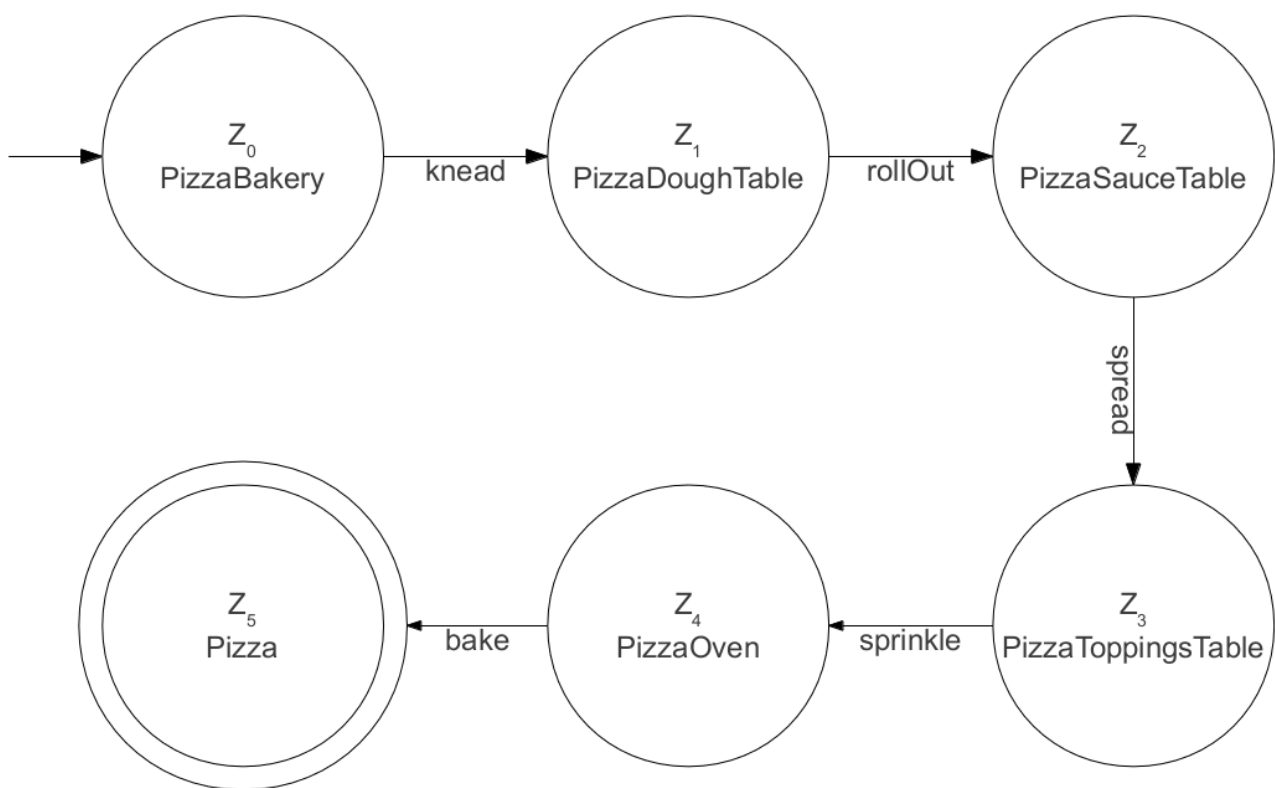 Z₀
PizzaBakery
knead
Z₁
PizzaDoughTable
rollOut
Z₂
PizzaSauceTable
spread
Z₃
PizzaToppingsTable
sprinkle
Z₄
PizzaOven
bake
Z₅
Pizza